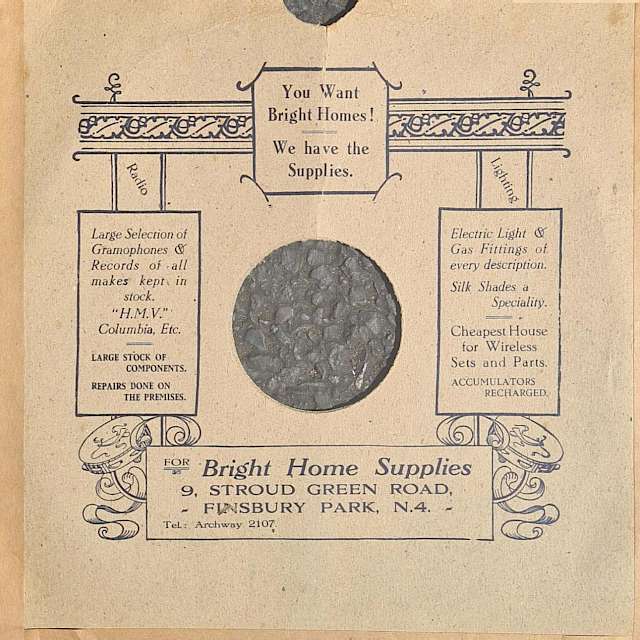 You Want
Bright Homes!
We have the
Supplies.
Radio
Large Selection of
Gramophones &
Records of all
makes kept in
stock.
"H.M.V."
Columbia, Etc.
LARGE STOCK OF
COMPONENTS.
REPAIRS DONE ON
THE PREMISES.
Lighting
Electric Light &
Gas Fittings of
every description.
Silk Shades a
Speciality.
Cheapest House
for Wireless
Sets and Parts.
ACCUMULATORS
RECHARGED.
FOR Bright Home Supplies
9, STROUD GREEN ROAD,
- FINSBURY PARK, N.4. -
Tel.: Archway 2107.